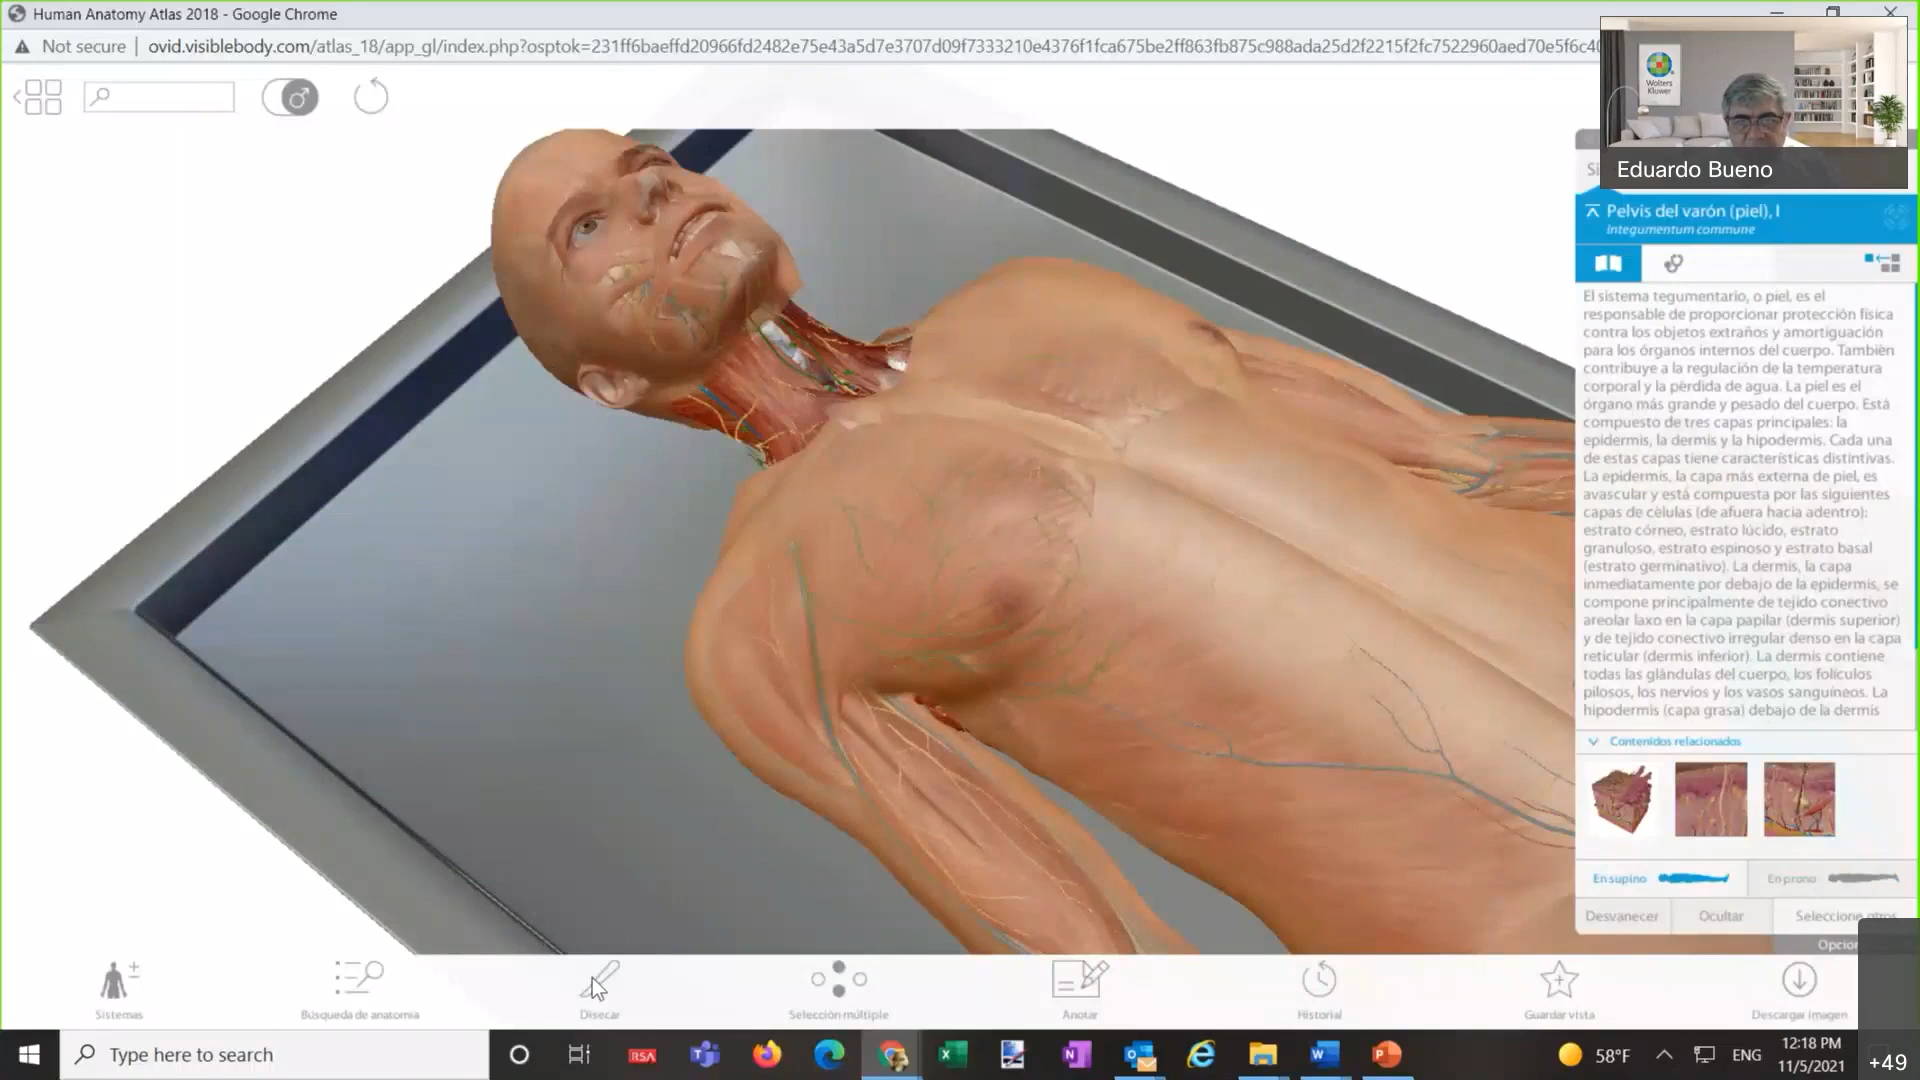 Human Anatomy Atlas 2018 - Google Chrome
Not secure | ovid.visiblebody.com/atlas_18/app_gl/index.php?osptok=231ff6baeffd20966fd2482e75e43a5d7e3707d09f7333210e4376f1fca675be2ff863fb875c988ada25d2f2215f2fc7522960aed70e5f6c40
Wolters
Kluwer
Eduardo Bueno
Pelvis del varón (piel), I
Integumentum commune
El sistema tegumentario, o piel, es el
responsable de proporcionar protección física
contra los objetos extraños y amortiguación
para los órganos internos del cuerpo. También
contribuye a la regulación de la temperatura
corporal y la pérdida de agua. La piel es el
órgano más grande y pesado del cuerpo. Está
compuesto de tres capas principales: la
epidermis, la dermis y la hipodermis. Cada una
de estas capas tiene características distintivas.
La epidermis, la capa más externa de piel, es
avascular y está compuesta por las siguientes
capas de células (de afuera hacia adentro):
estrato córneo, estrato lúcido, estrato
granuloso, estrato espinoso y estrato basal
(estrato germinativo). La dermis, la capa
inmediatamente por debajo de la epidermis, se
compone principalmente de tejido conectivo
areolar laxo en la capa papilar (dermis superior)
y de tejido conectivo irregular denso en la capa
reticular (dermis inferior). La dermis contiene
todas las glándulas del cuerpo, los folículos
pilosos, los nervios y los vasos sanguíneos. La
hipodermis (capa grasa) debajo de la dermis
Contenidos relacionados
En supino
En prono
Desvanecer
Ocultar
Seleccione otros
Opcion
Sistemas
Búsqueda de anatomía
Disecar
Selección múltiple
Anotar
Historial
Guardar vista
Descargar imagen
Type here to search
RSA
58°F
ENG
12:18 PM
11/5/2021
+49